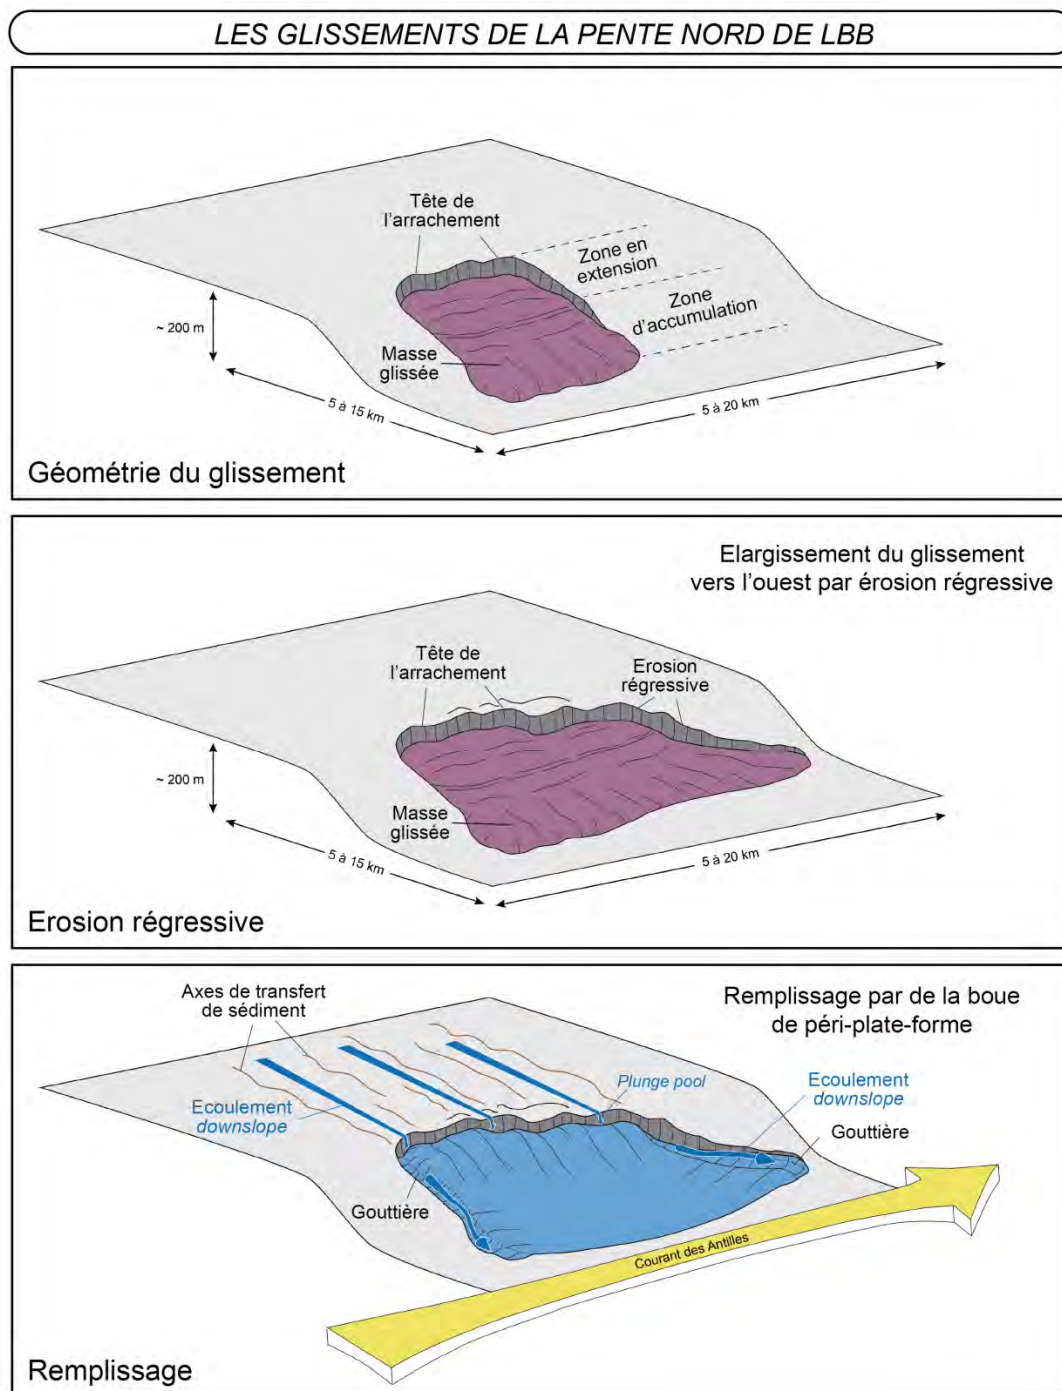 LES GLISSEMENTS DE LA PENTE NORD DE LBB
Tête de
l'arrachement
Zone en
extension
Zone
d'accumulation
~ 200 m
Masse
glissée
5 à 15 km
5 à 20 km
Géométrie du glissement
Elargissement du glissement
vers l'ouest par érosion régressive
Tête de
l'arrachement
Erosion
régressive
~ 200 m
Masse
glissée
5 à 15 km
5 à 20 km
Erosion régressive
Axes de transfert
de sédiment
Remplissage par de la boue
de péri-plate-forme
Plunge pool
Ecoulement
downslope
Ecoulement
downslope
Gouttière
Gouttière
Courant des Antilles
Remplissage